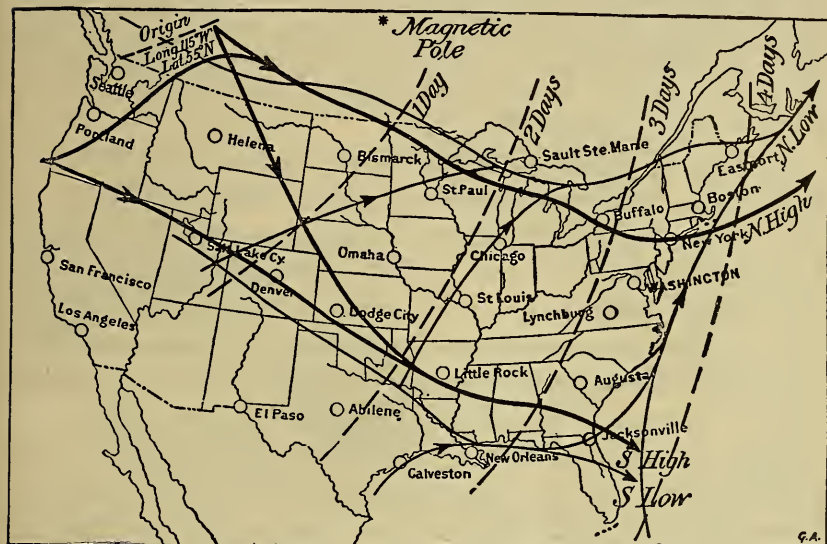 Origin
Long 115° W
Lat 55° N
* Magnetic
Pole
1 Day
2 Days
3 Days
4 Days
Seattle
Portland
Helena
Bismarck
St. Paul
Sault Ste. Marie
Eastport
N. Low
Boston
Buffalo
New York
N. High
Salt Lake Cy.
Omaha
Chicago
WASHINGTON
San Francisco
Denver
Dodge City
St Louis
Lynchburg
Los Angeles
Little Rock
Augusta
El Paso
Abilene
Jacksonville
Galveston
New Orleans
S High
S Low
G.A.